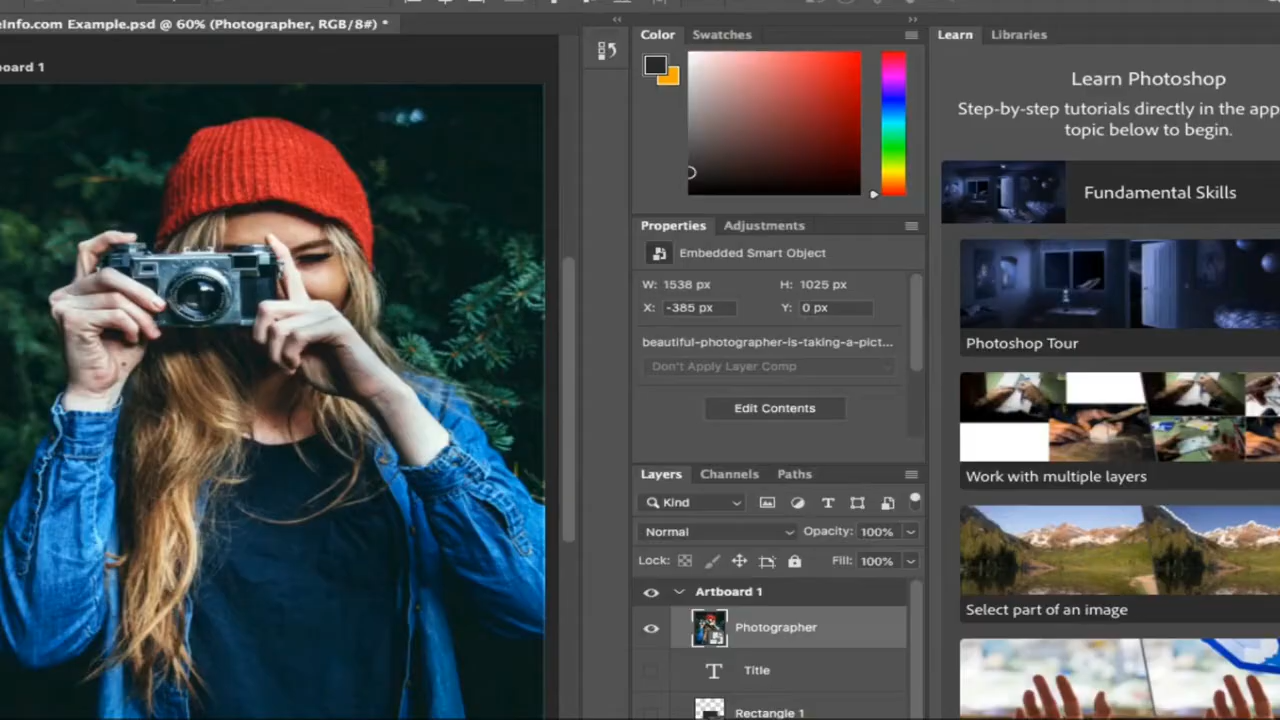 eInfo.com Example.psd @ 60% (Photographer, RGB/8#) *
oard 1
Color Swatches
Properties Adjustments
Embedded Smart Object
W: 1538 px H: 1025 px
X: -385 px Y: 0 px
beautiful-photographer-is-taking-a-pict...
Don't Apply Layer Comp
Edit Contents
Layers Channels Paths
Kind
Normal Opacity: 100%
Lock: Fill: 100%
Artboard 1
Photographer
T Title
Rectangle 1
Learn Libraries
Learn Photoshop
Step-by-step tutorials directly in the app
topic below to begin.
Fundamental Skills
Photoshop Tour
Work with multiple layers
Select part of an image